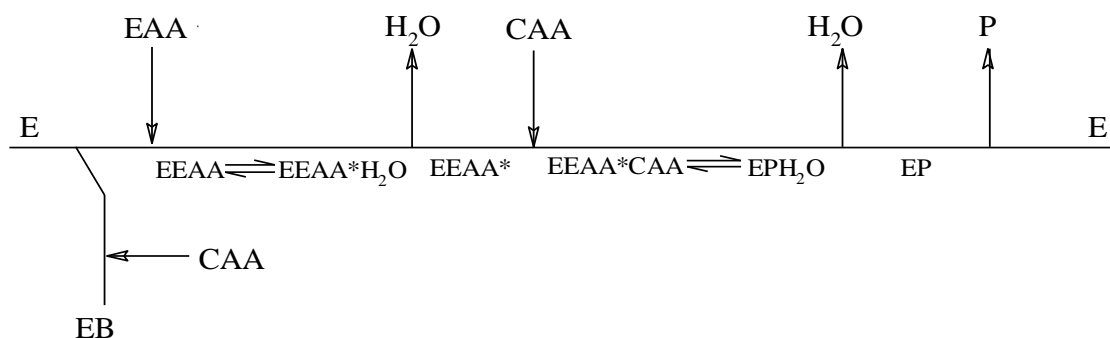 EAA H₂O CAA H₂O P
E E
EEAA ⇌ EEAA*H₂O EEAA* EEAA*CAA ⇌ EPH₂O EP
CAA
EB